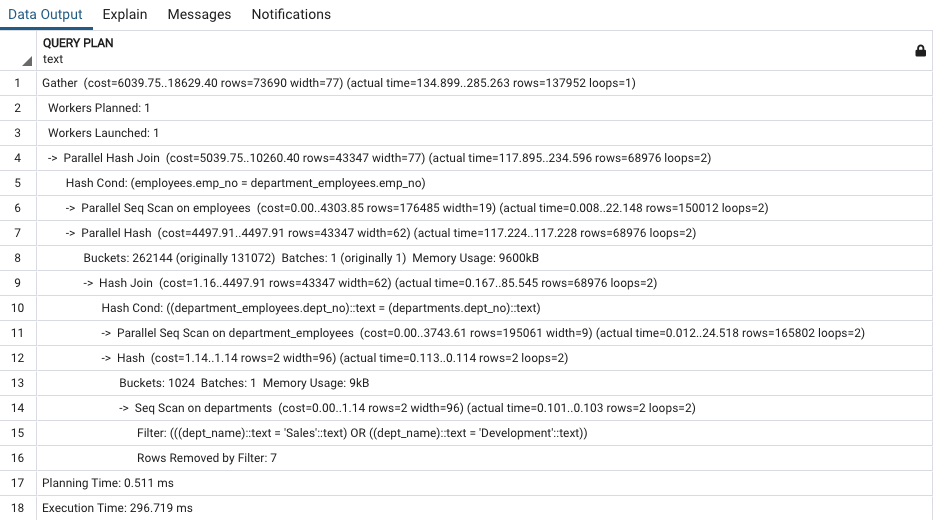 Data Output Explain Messages Notifications
QUERY PLAN
text
1 Gather (cost=6039.75..18629.40 rows=73690 width=77) (actual time=134.899..285.263 rows=137952 loops=1)
2 Workers Planned: 1
3 Workers Launched: 1
4 -> Parallel Hash Join (cost=5039.75..10260.40 rows=43347 width=77) (actual time=117.895..234.596 rows=68976 loops=2)
5 Hash Cond: (employees.emp_no = department_employees.emp_no)
6 -> Parallel Seq Scan on employees (cost=0.00..4303.85 rows=176485 width=19) (actual time=0.008..22.148 rows=150012 loops=2)
7 -> Parallel Hash (cost=4497.91..4497.91 rows=43347 width=62) (actual time=117.224..117.228 rows=68976 loops=2)
8 Buckets: 262144 (originally 131072) Batches: 1 (originally 1) Memory Usage: 9600kB
9 -> Hash Join (cost=1.16..4497.91 rows=43347 width=62) (actual time=0.167..85.545 rows=68976 loops=2)
10 Hash Cond: ((department_employees.dept_no)::text = (departments.dept_no)::text)
11 -> Parallel Seq Scan on department_employees (cost=0.00..3743.61 rows=195061 width=9) (actual time=0.012..24.518 rows=165802 loops=2)
12 -> Hash (cost=1.14..1.14 rows=2 width=96) (actual time=0.113..0.114 rows=2 loops=2)
13 Buckets: 1024 Batches: 1 Memory Usage: 9kB
14 -> Seq Scan on departments (cost=0.00..1.14 rows=2 width=96) (actual time=0.101..0.103 rows=2 loops=2)
15 Filter: (((dept_name)::text = 'Sales'::text) OR ((dept_name)::text = 'Development'::text))
16 Rows Removed by Filter: 7
17 Planning Time: 0.511 ms
18 Execution Time: 296.719 ms